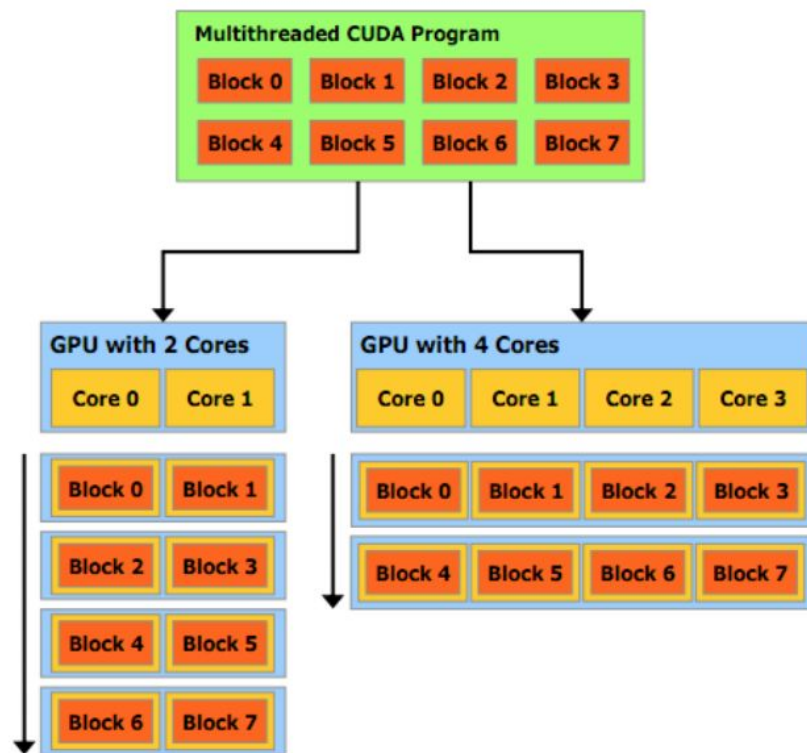 Multithreaded CUDA Program
Block 0 Block 1 Block 2 Block 3
Block 4 Block 5 Block 6 Block 7
GPU with 2 Cores
Core 0 Core 1
Block 0 Block 1
Block 2 Block 3
Block 4 Block 5
Block 6 Block 7
GPU with 4 Cores
Core 0 Core 1 Core 2 Core 3
Block 0 Block 1 Block 2 Block 3
Block 4 Block 5 Block 6 Block 7